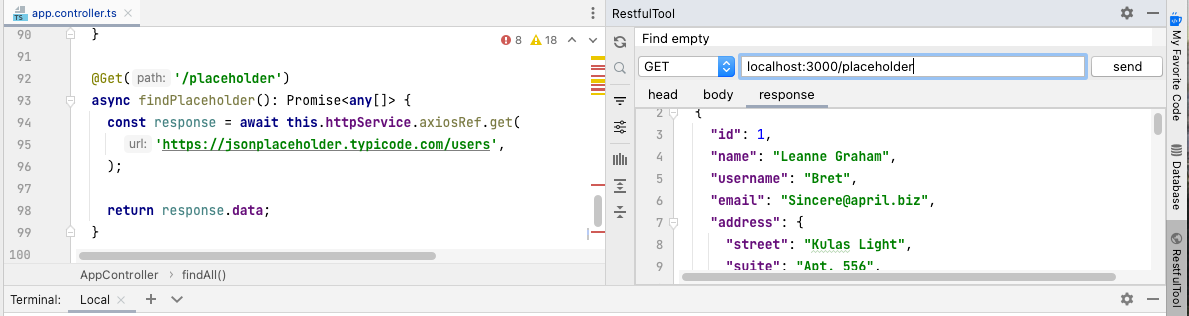 app.controller.ts
8 18
90 }
91
92 @Get( path: '/placeholder')
93 async findPlaceholder(): Promise<any[]> {
94 const response = await this.httpService.axiosRef.get(
95 url: 'https://jsonplaceholder.typicode.com/users',
96 );
97
98 return response.data;
99 }
100
AppController > findAll()
RestfulTool
Find empty
GET localhost:3000/placeholder send
head body response
2 {
3 "id": 1,
4 "name": "Leanne Graham",
5 "username": "Bret",
6 "email": "Sincere@april.biz",
7 "address": {
8 "street": "Kulas Light",
9 "suite": "Apt. 556",
My Favorite Code
Database
RestfulTool
Terminal: Local